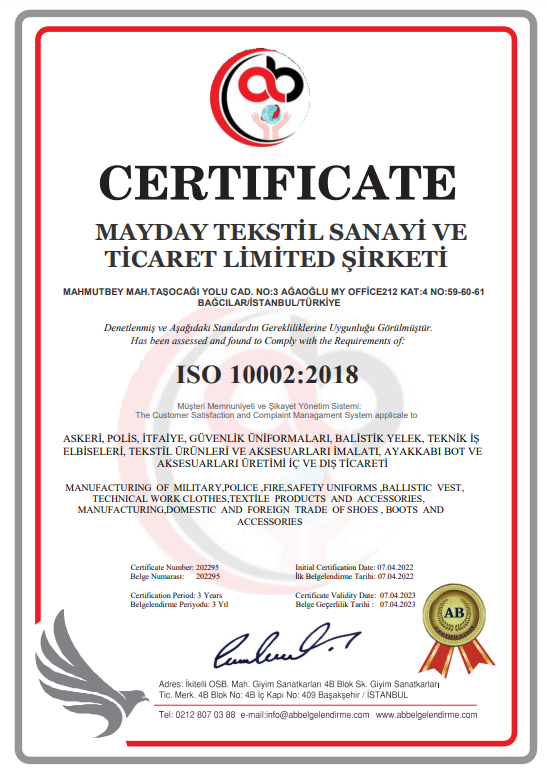 ab
CERTIFICATE
MAYDAY TEKSTİL SANAYİ VE
TİCARET LİMİTED ŞİRKETİ
MAHMUTBEY MAH.TAŞOCAĞI YOLU CAD. NO:3 AĞAOĞLU MY OFFİCE212 KAT:4 NO:59-60-61
BAĞCILAR/İSTANBUL/TÜRKİYE
Denetlenmiş ve Aşağıdaki Standardın Gerekliliklerine Uygunluğu Görülmüştür.
Has been assessed and found to Comply with the Requirements of:
ISO 10002:2018
Müşteri Memnuniyeti ve Şikayet Yönetim Sistemi:
The Customer Satisfaction and Complaint Managament System applicale to
ASKERİ, POLİS, İTFAİYE, GÜVENLİK ÜNİFORMALARI, BALİSTİK YELEK, TEKNİK İŞ
ELBİSELERİ, TEKSTİL ÜRÜNLERİ VE AKSESUARLARI İMALATI, AYAKKABI BOT VE
AKSESUARLARI ÜRETİMİ İÇ VE DIŞ TİCARETİ
MANUFACTURING OF MILITARY,POLICE ,FIRE,SAFETY UNIFORMS ,BALLISTIC VEST,
TECHNICAL WORK CLOTHES,TEXTILE PRODUCTS AND ACCESSORIES,
MANUFACTURING,DOMESTIC AND FOREIGN TRADE OF SHOES , BOOTS AND
ACCESSORIES
Certificate Number: 202295
Belge Numarası: 202295
Initial Certification Date: 07.04.2022
İlk Belgelendirme Tarihi: 07.04.2022
Certification Period: 3 Years
Belgelendirme Periyodu: 3 Yıl
Certificate Validity Date: 07.04.2023
Belge Geçerlilik Tarihi : 07.04.2023
AB
CERTIFICATION
Adres: İkitelli OSB. Mah. Giyim Sanatkarları 4B Blok Sk. Giyim Sanatkarları
Tic. Merk. 4B Blok No: 4B İç Kapı No: 409 Başakşehir / İSTANBUL
Tel: 0212 807 03 88 e-mail:info@abbelgelendirme.com www.abbelgelendirme.com